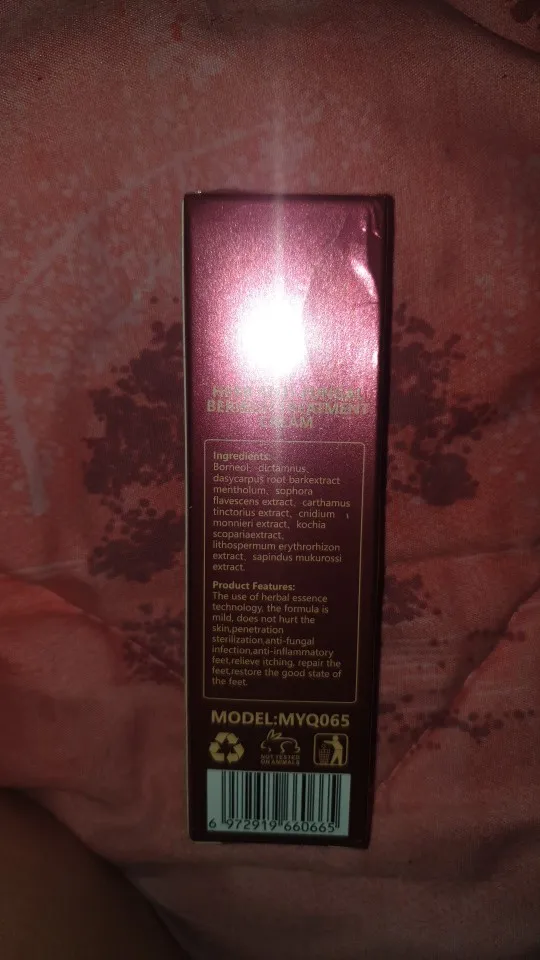 CREAM
Ingredients:
Borneol、dictamnus、
dasycarpus root barkextract
mentholum、sophora
flavescens extract、carthamus
tinctorius extract、cnidium 、
monnieri extract、kochia
scopariaextract、
lithospermum erythrorhizon
extract、sapindus mukurossi
extract.
Product Features:
The use of herbal essence
technology, the formula is
mild, does not hurt the
skin,penetration
sterilization,anti-fungal
infection,anti-inflammatory
feet,relieve itching, repair the
feet,restore the good state of
the feet.
MODEL:MYQ065
NOT TESTED
ON ANIMALS
6 972919 660665